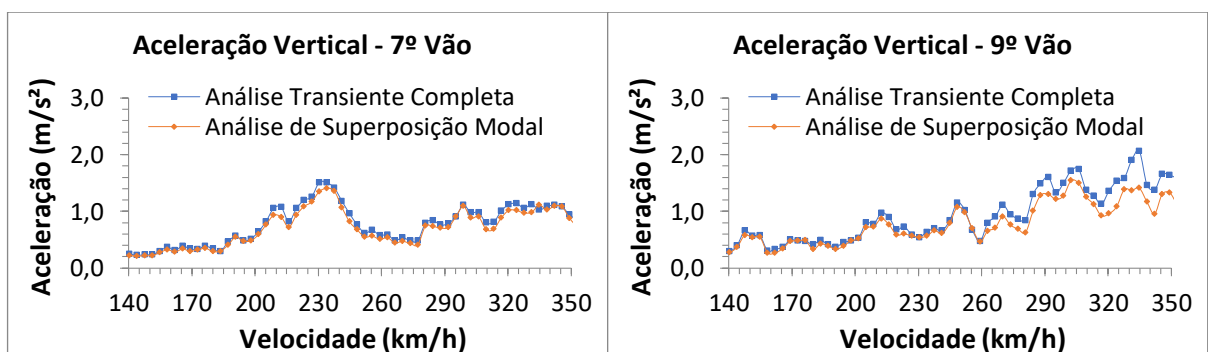 Aceleração Vertical - 7º Vão
Aceleração (m/s²)
3,0
2,0
1,0
0,0
Análise Transiente Completa
Análise de Superposição Modal
140 170 200 230 260 290 320 350
Velocidade (km/h)
Aceleração Vertical - 9º Vão
Aceleração (m/s²)
3,0
2,0
1,0
0,0
Análise Transiente Completa
Análise de Superposição Modal
140 170 200 230 260 290 320 350
Velocidade (km/h)